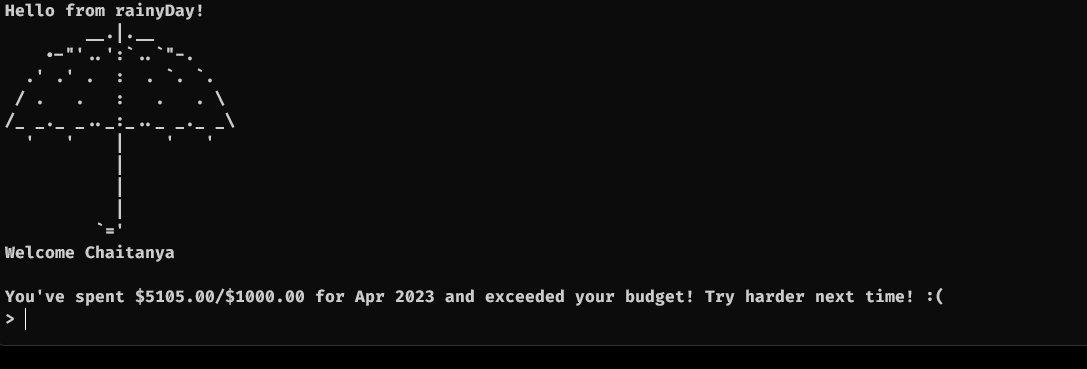 Hello from rainyDay!
Welcome Chaitanya
You've spent $5105.00/$1000.00 for Apr 2023 and exceeded your budget! Try harder next time! :(
>